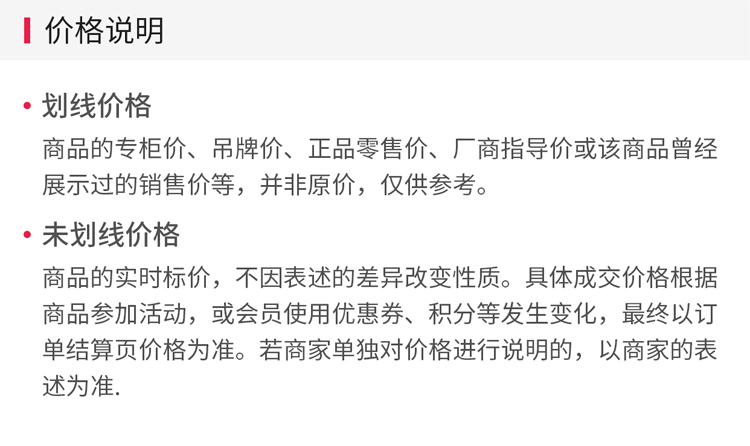 价格说明
划线价格
商品的专柜价、吊牌价、正品零售价、厂商指导价或该商品曾经
展示过的销售价等，并非原价，仅供参考。
未划线价格
商品的实时标价，不因表述的差异改变性质。具体成交价格根据
商品参加活动，或会员使用优惠券、积分等发生变化，最终以订
单结算页价格为准。若商家单独对价格进行说明的，以商家的表
述为准.